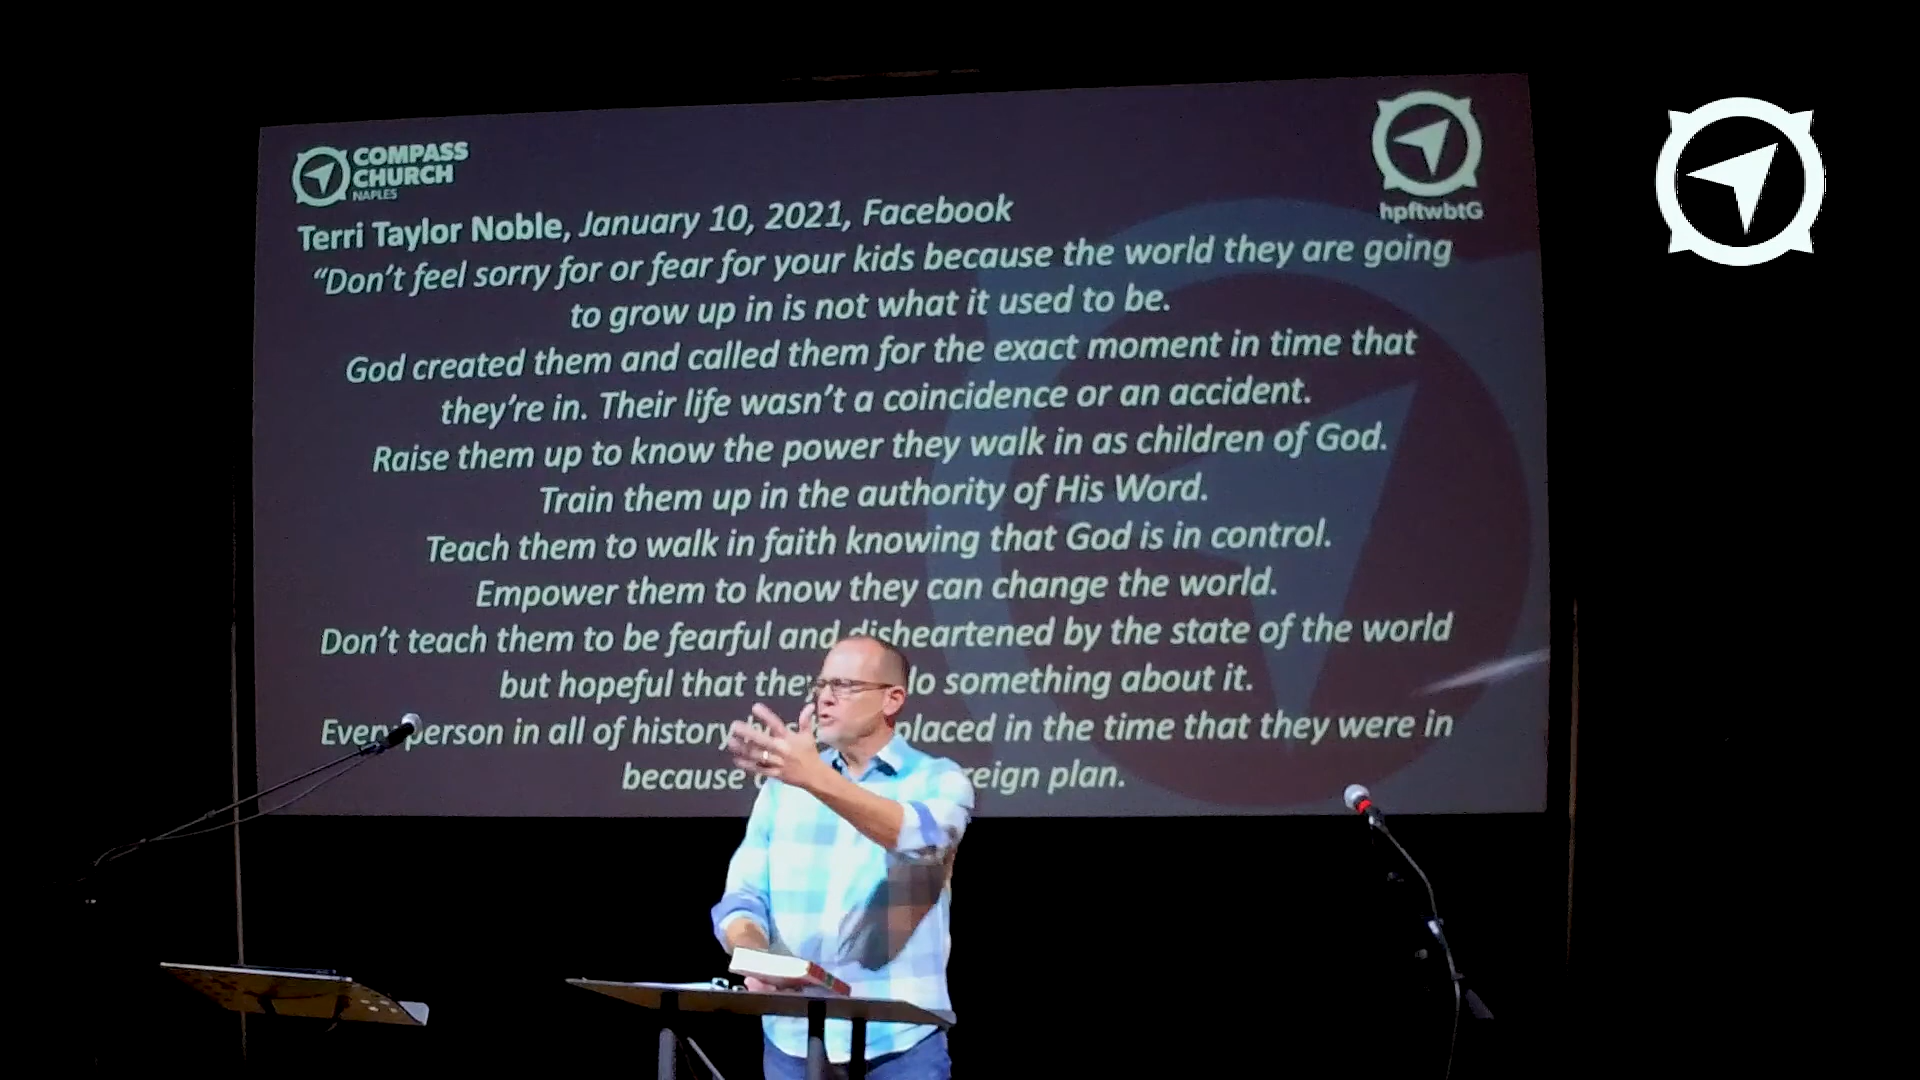 COMPASS
CHURCH
NAPLES
hpftwbtG
Terri Taylor Noble, January 10, 2021, Facebook
“Don’t feel sorry for or fear for your kids because the world they are going
to grow up in is not what it used to be.
God created them and called them for the exact moment in time that
they’re in. Their life wasn’t a coincidence or an accident.
Raise them up to know the power they walk in as children of God.
Train them up in the authority of His Word.
Teach them to walk in faith knowing that God is in control.
Empower them to know they can change the world.
Don’t teach them to be fearful and disheartened by the state of the world
but hopeful that they do something about it.
Every person in all of history placed in the time that they were in
because plan.